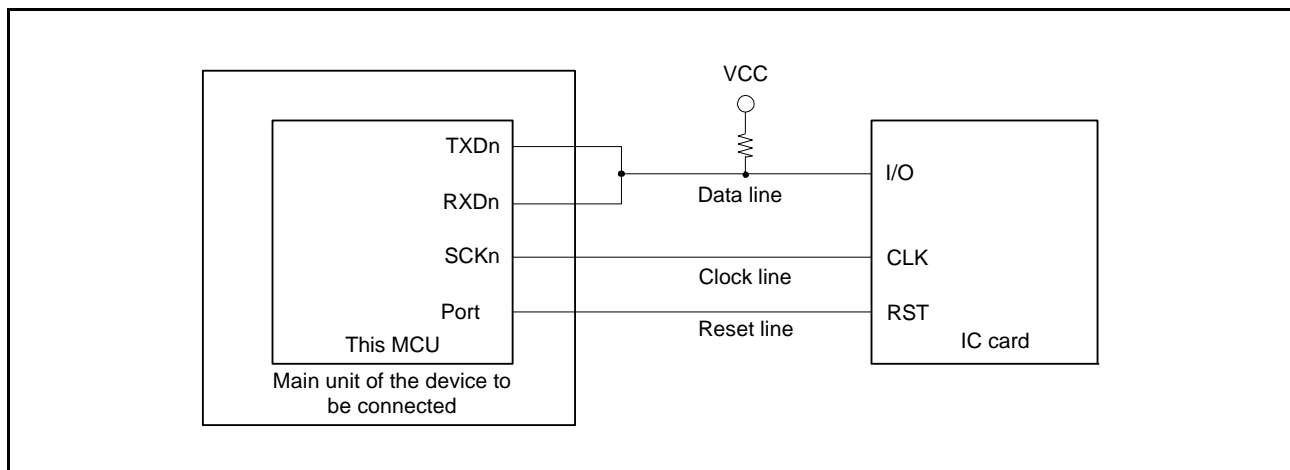 VCC
TXDn
I/O
Data line
RXDn
SCKn
CLK
Clock line
Port
RST
Reset line
This MCU
IC card
Main unit of the device to
be connected